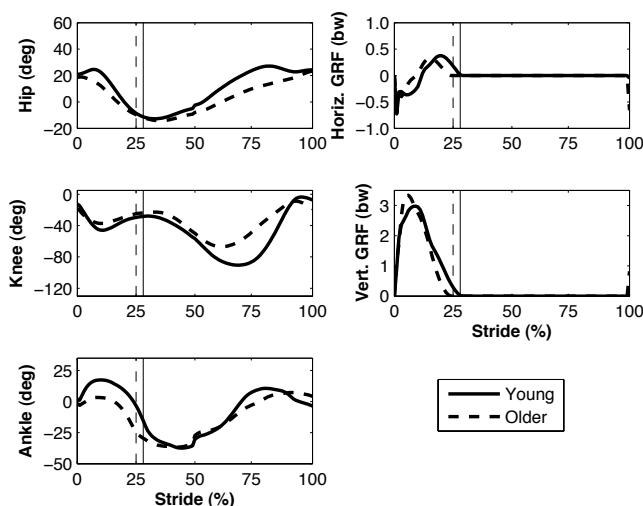 60
40
20
0
−20
Hip (deg)
0 25 50 75 100
1.0
0.5
0
−0.5
−1.0
Horiz. GRF (bw)
0 25 50 75 100
0
−40
−80
−120
Knee (deg)
0 25 50 75 100
3
2
1
0
Vert. GRF (bw)
0 25 50 75 100
Stride (%)
25
0
−25
50
Ankle (deg)
0 25 50 75 100
Stride (%)
Young
Older